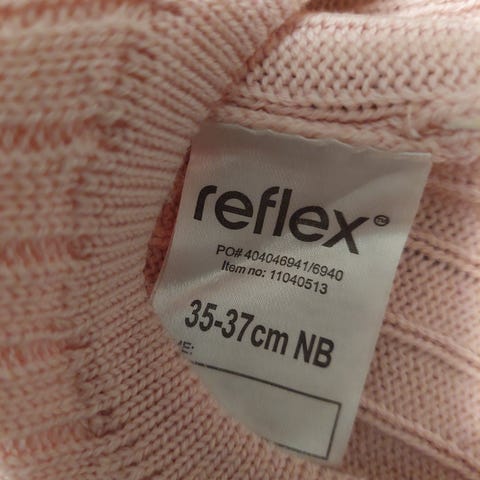 reflex
PO# 404046941/6940
Item no: 11040513
35-37cm NB